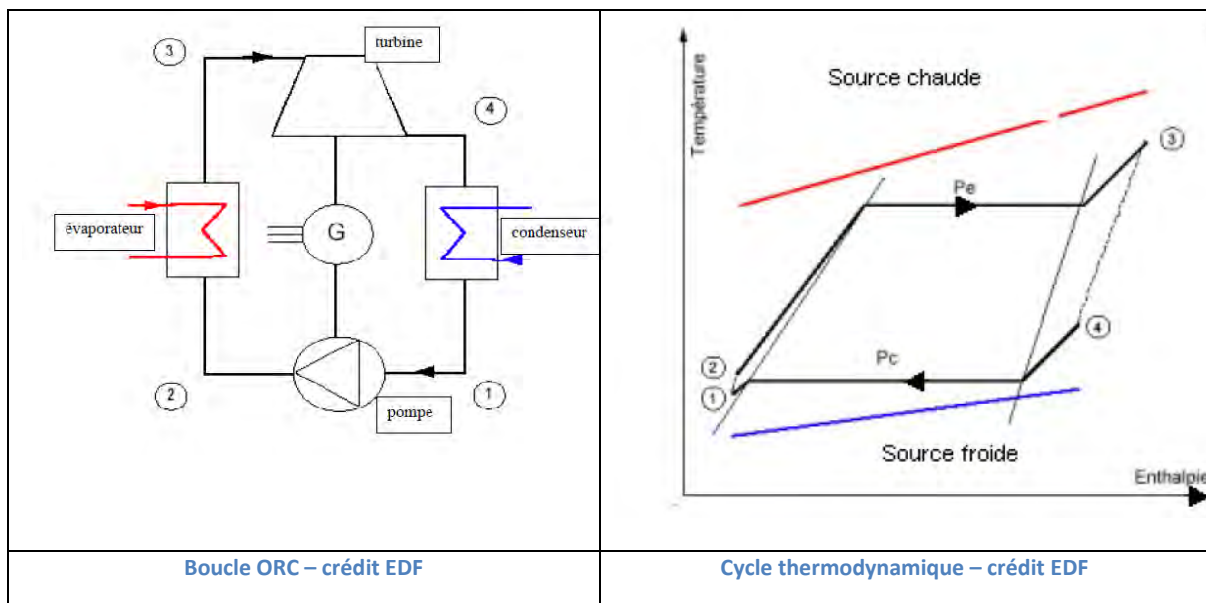 turbine
3
4
évaporateur
G
condenseur
2
1
pompe
Température
Source chaude
3
Pe
4
2
Pc
1
Source froide
Enthalpie
Boucle ORC – crédit EDF
Cycle thermodynamique – crédit EDF